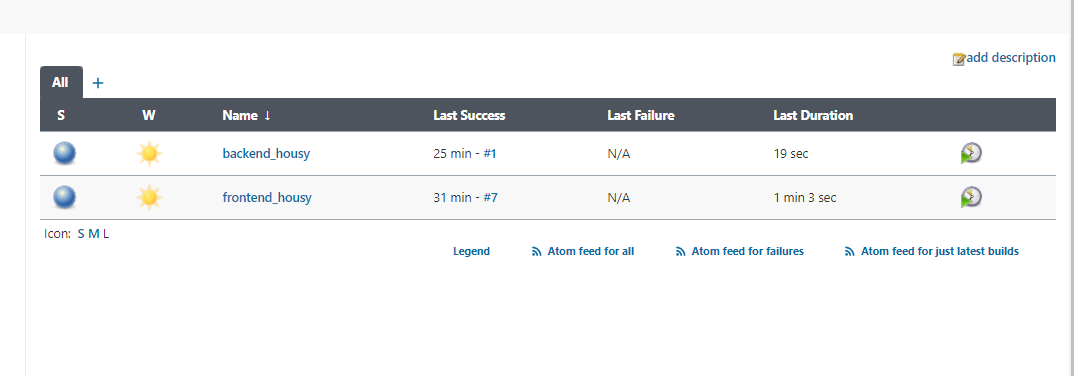 add description
All +
S W Name ↓ Last Success Last Failure Last Duration
backend_housy 25 min - #1 N/A 19 sec
frontend_housy 31 min - #7 N/A 1 min 3 sec
Icon: S M L
Legend Atom feed for all Atom feed for failures Atom feed for just latest builds